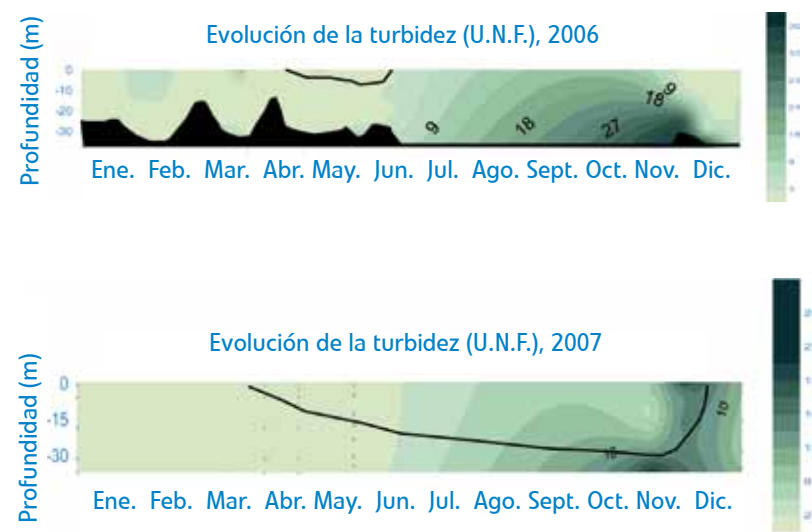 Evolución de la turbidez (U.N.F.), 2006
Profundidad (m)
0
-10
-20
-30
9
18
27
18
9
Ene. Feb. Mar. Abr. May. Jun. Jul. Ago. Sept. Oct. Nov. Dic.
Evolución de la turbidez (U.N.F.), 2007
Profundidad (m)
0
-15
-30
10
Ene. Feb. Mar. Abr. May. Jun. Jul. Ago. Sept. Oct. Nov. Dic.